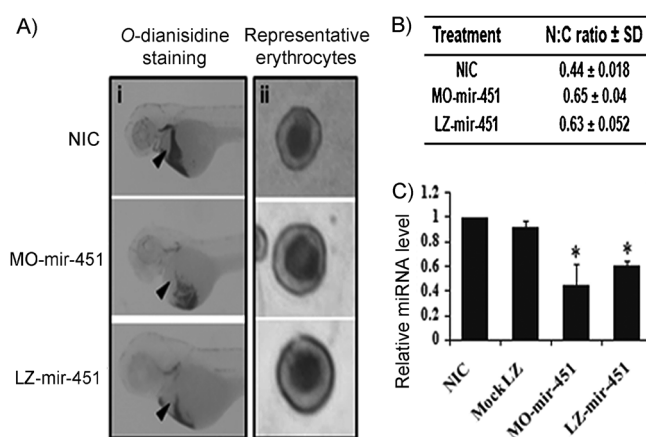 A)
O-dianisidine
staining
Representative
erythrocytes
i
ii
NIC
MO-mir-451
LZ-mir-451
B)
Treatment N:C ratio ± SD
NIC 0.44 ± 0.018
MO-mir-451 0.65 ± 0.04
LZ-mir-451 0.63 ± 0.052
C)
Relative miRNA level
1.2
1
0.8
0.6
0.4
0.2
0
*
*
NIC
Mock LZ
MO-mir-451
LZ-mir-451